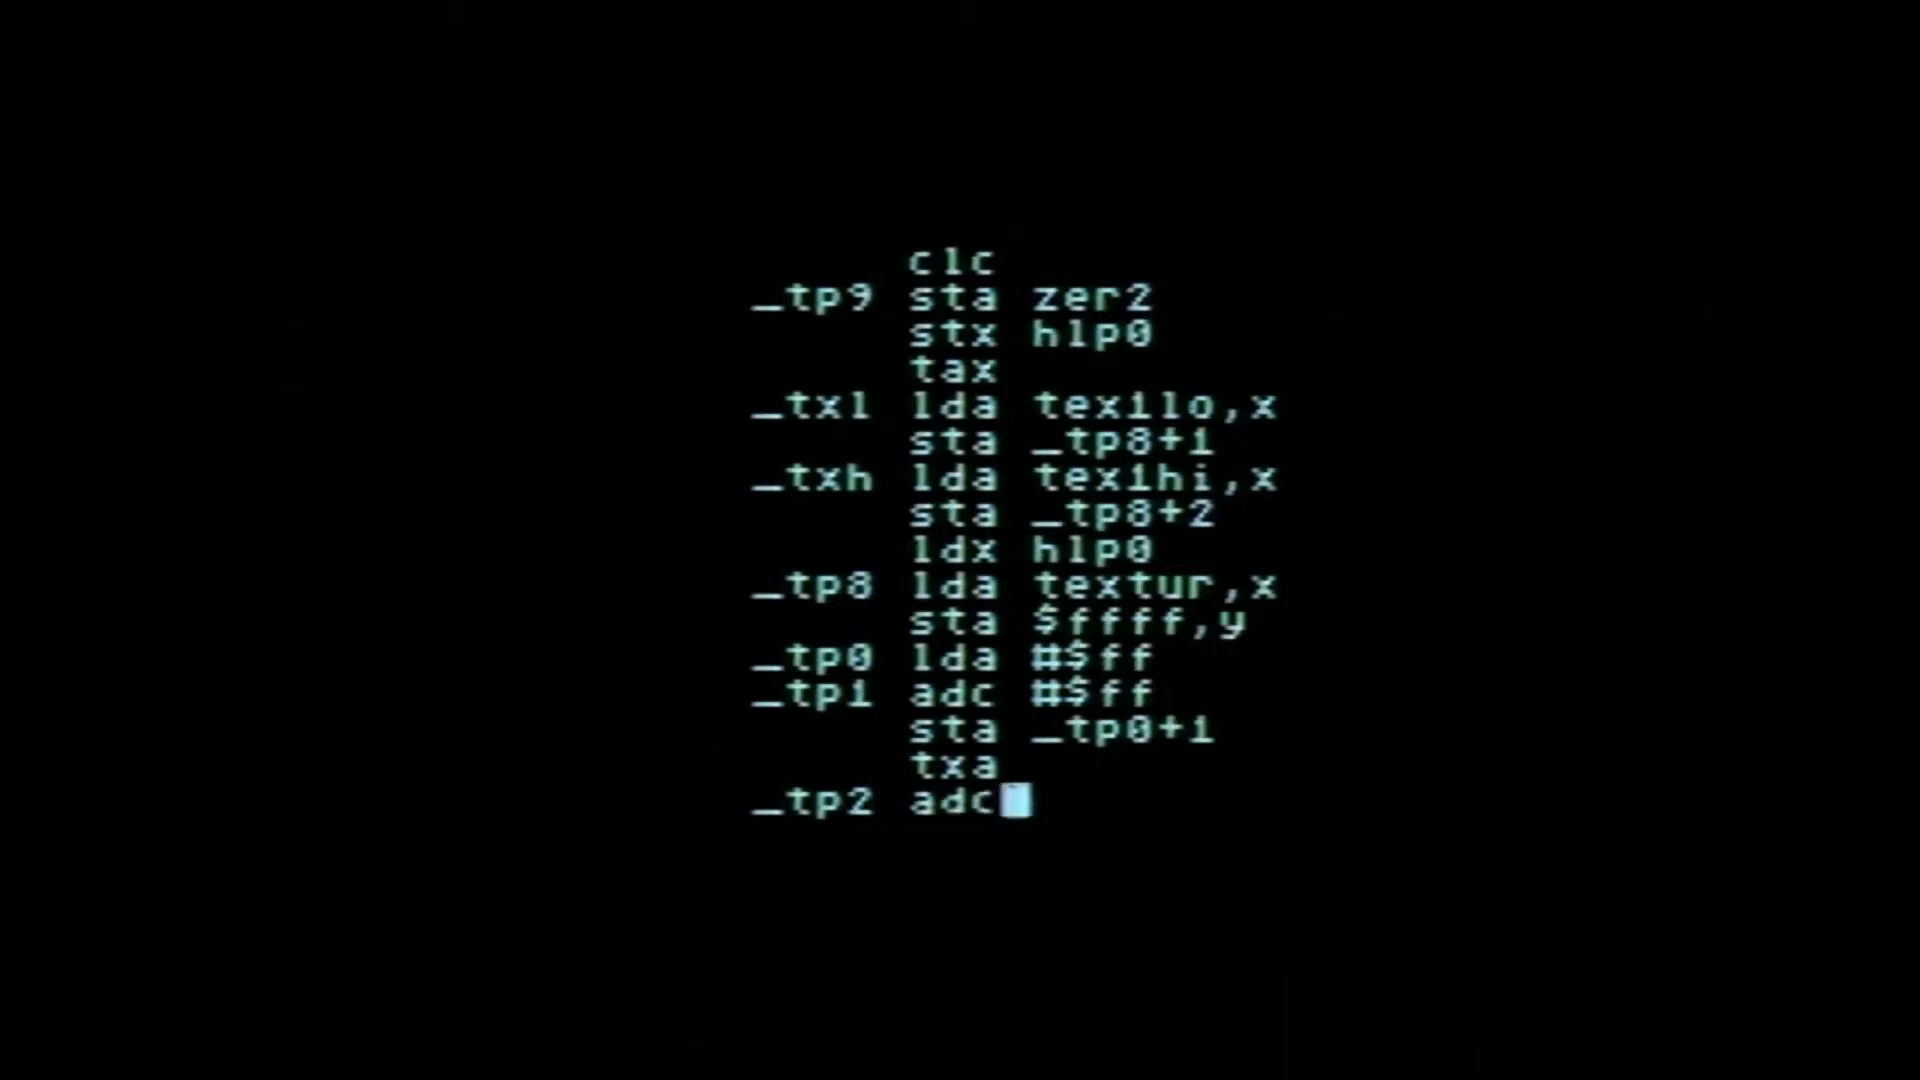 clc
_tp9 sta zer2
stx hlp0
tax
_txl lda tex1lo,x
sta _tp8+1
_txh lda tex1hi,x
sta _tp8+2
ldx hlp0
_tp8 lda textur,x
sta $ffff,y
_tp0 lda #$ff
_tp1 adc #$ff
sta _tp0+1
txa
_tp2 adc